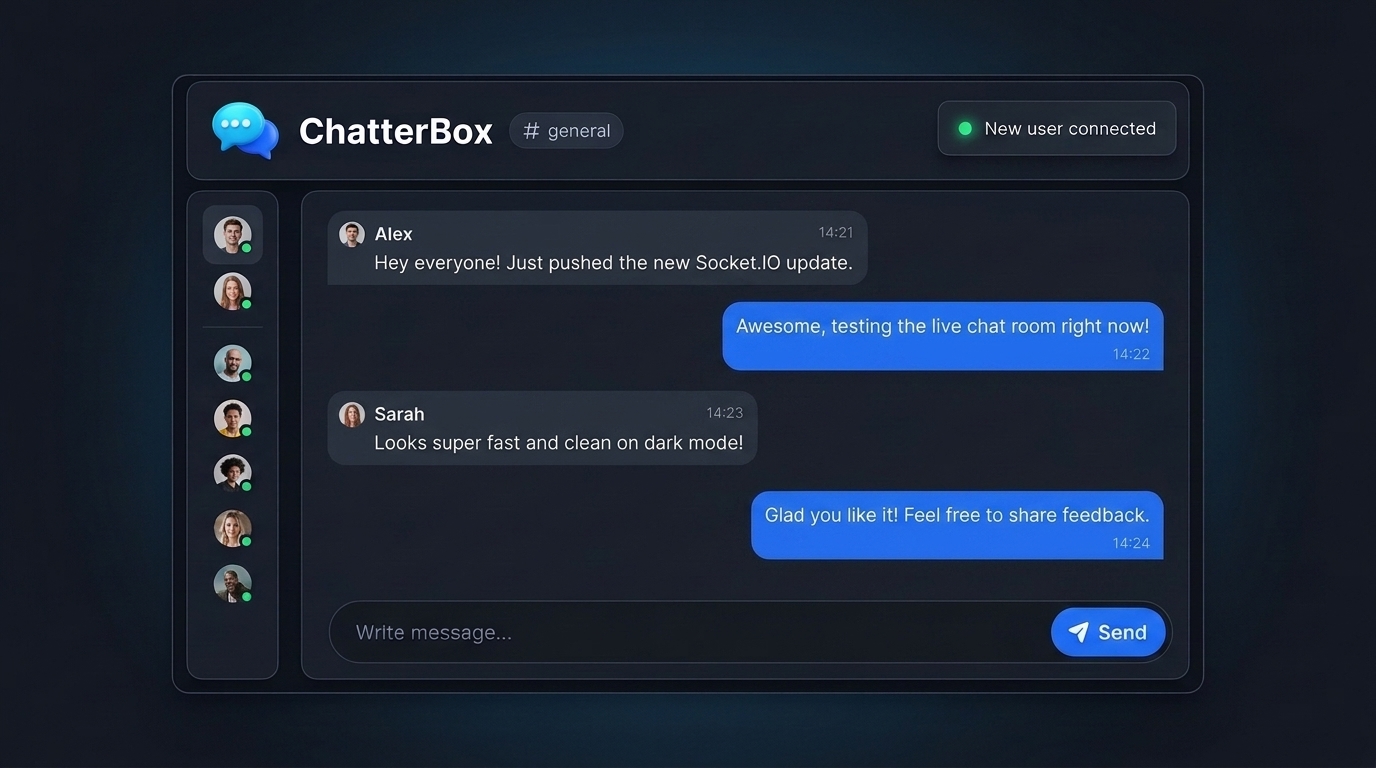 ChatterBox
# general
New user connected
Alex
14:21
Hey everyone! Just pushed the new Socket.IO update.
Awesome, testing the live chat room right now!
14:22
Sarah
14:23
Looks super fast and clean on dark mode!
Glad you like it! Feel free to share feedback.
14:24
Write message...
Send